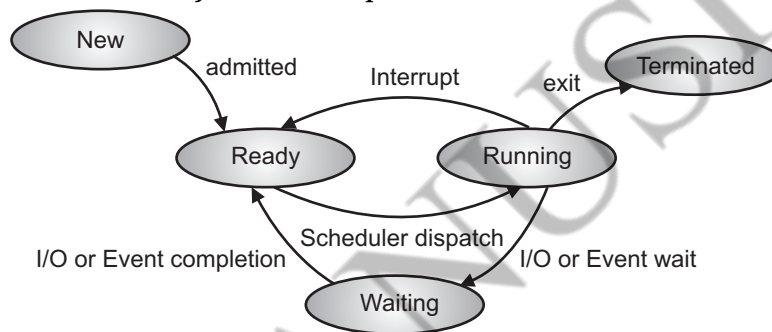 New
Terminated
admitted
Interrupt
exit
Ready
Running
Scheduler dispatch
I/O or Event completion
I/O or Event wait
Waiting